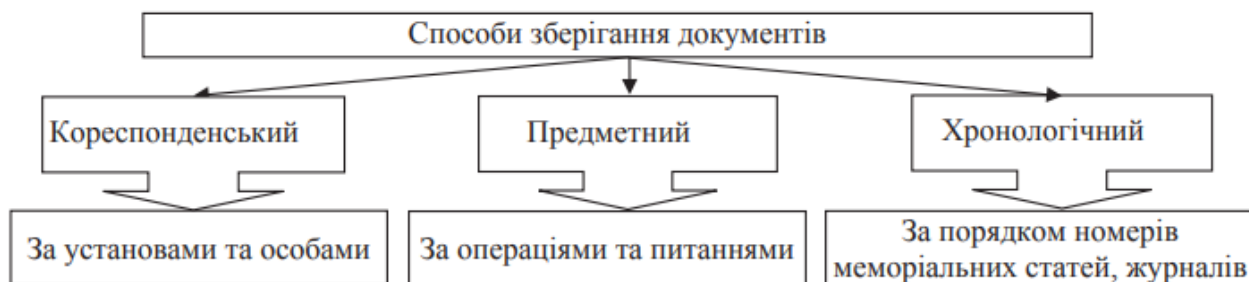 Способи зберігання документів
Кореспонденський
Предметний
Хронологічний
За установами та особами
За операціями та питаннями
За порядком номерів
меморіальних статей, журналів